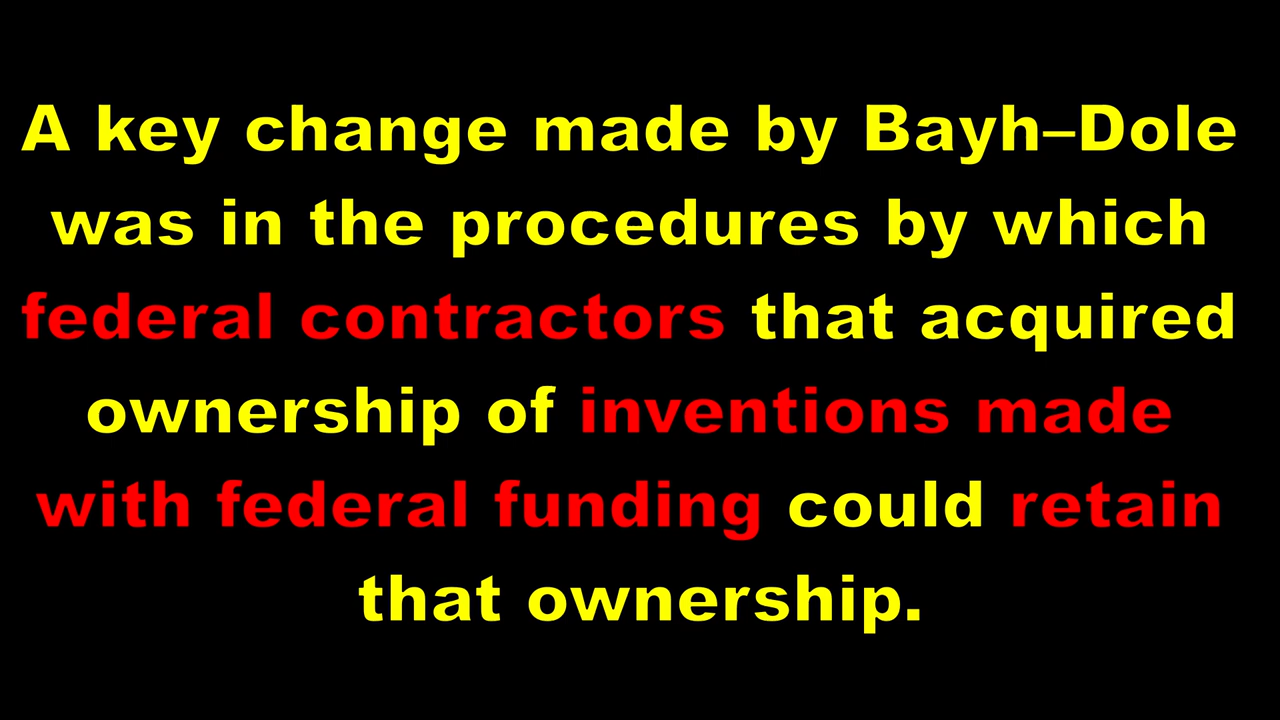 A key change made by Bayh–Dole
was in the procedures by which
federal contractors that acquired
ownership of inventions made
with federal funding could retain
that ownership.